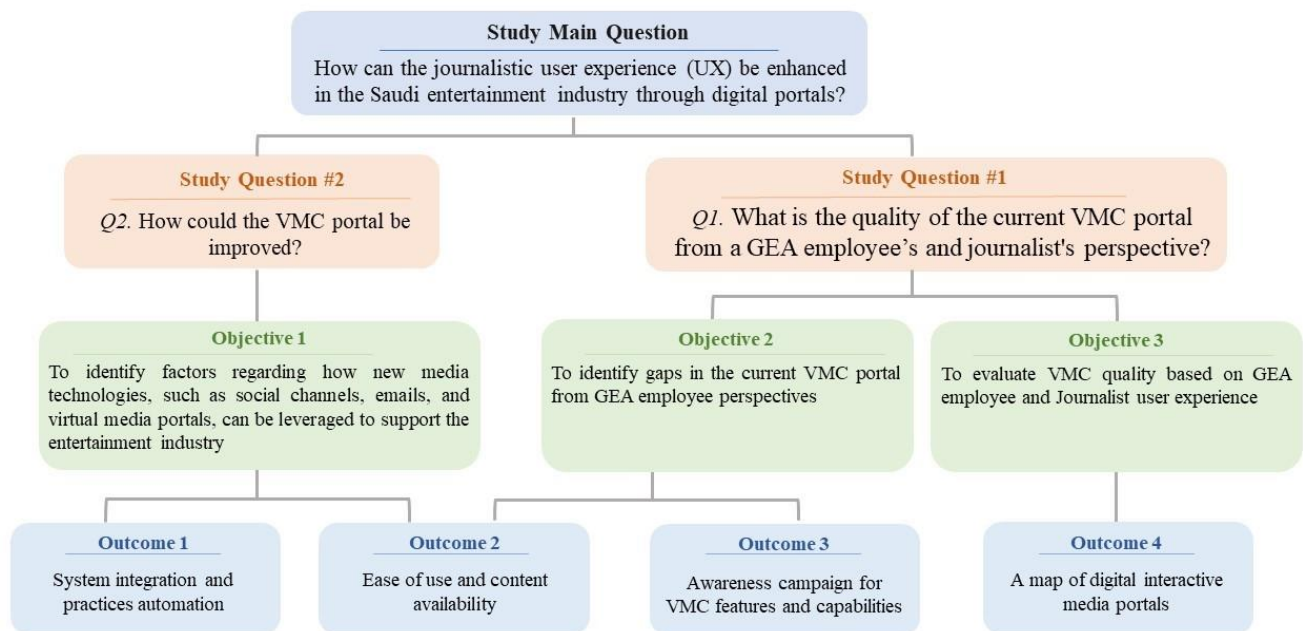 Study Main Question
How can the journalistic user experience (UX) be enhanced
in the Saudi entertainment industry through digital portals?
Study Question #2
Q2. How could the VMC portal be
improved?
Study Question #1
Q1. What is the quality of the current VMC portal
from a GEA employee’s and journalist's perspective?
Objective 1
To identify factors regarding how new media
technologies, such as social channels, emails, and
virtual media portals, can be leveraged to support the
entertainment industry
Objective 2
To identify gaps in the current VMC portal
from GEA employee perspectives
Objective 3
To evaluate VMC quality based on GEA
employee and Journalist user experience
Outcome 1
System integration and
practices automation
Outcome 2
Ease of use and content
availability
Outcome 3
Awareness campaign for
VMC features and capabilities
Outcome 4
A map of digital interactive
media portals